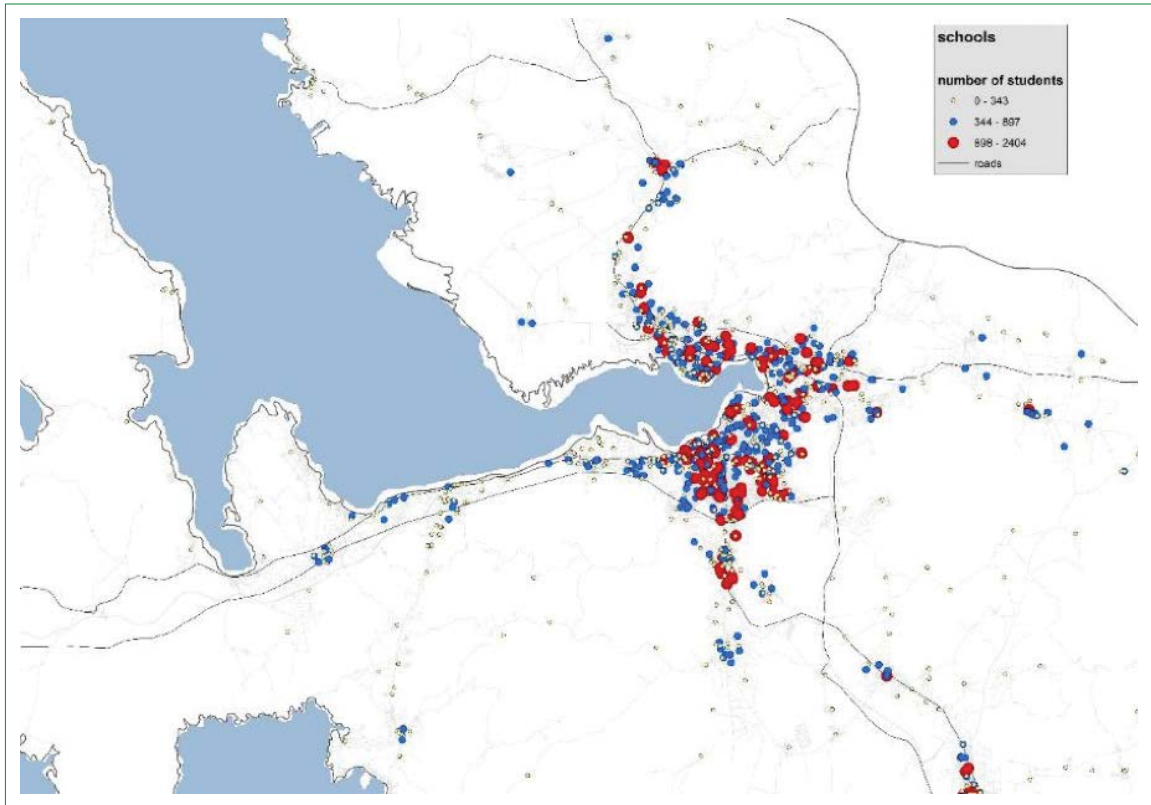 schools
number of students
0 - 343
344 - 897
898 - 2404
roads